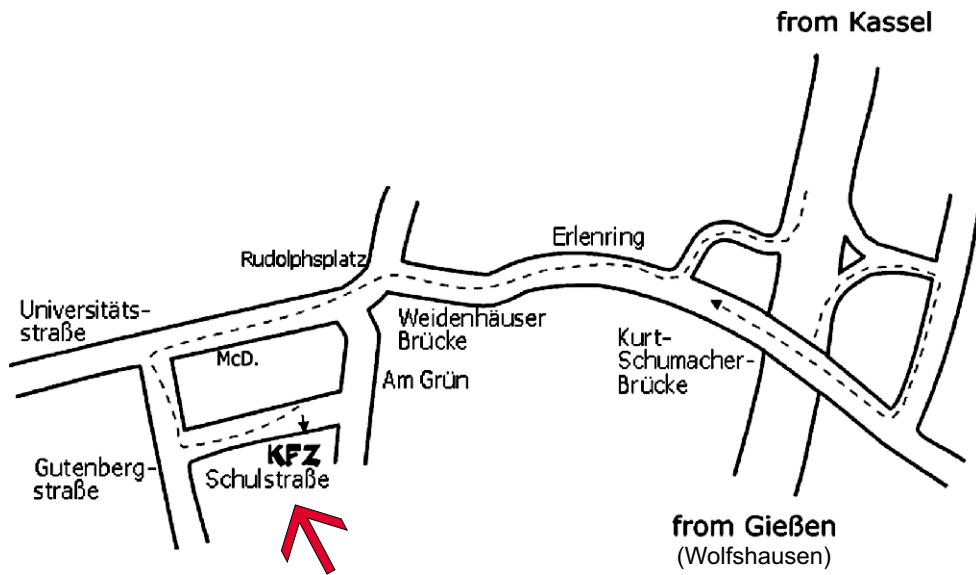 from Kassel
Erlenring
Rudolphsplatz
Universitäts-
straße
Weidenhäuser
Brücke
McD.
Kurt-
Schumacher-
Brücke
Am Grün
KFZ
Schulstraße
Gutenberg-
straße
from Gießen
(Wolfshausen)